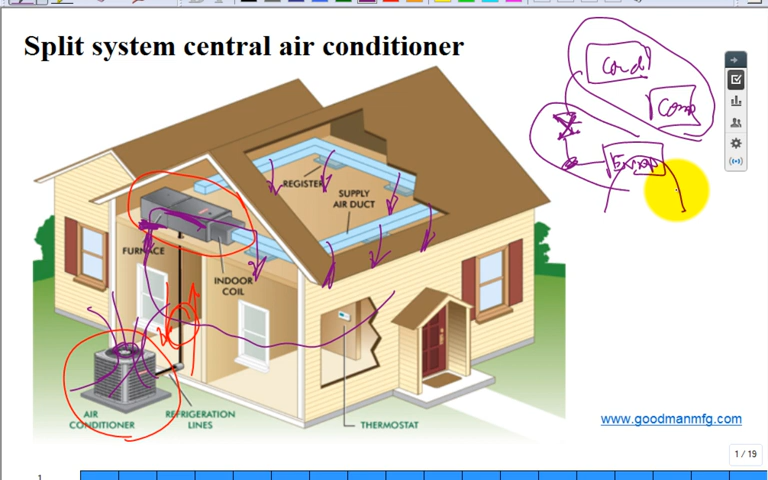 Split system central air conditioner
Cond
Comp
Evap
REGISTER
SUPPLY
AIR DUCT
FURNACE
INDOOR
COIL
AIR
CONDITIONER
REFRIGERATION
LINES
THERMOSTAT
www.goodmanmfg.com
1 / 19
1